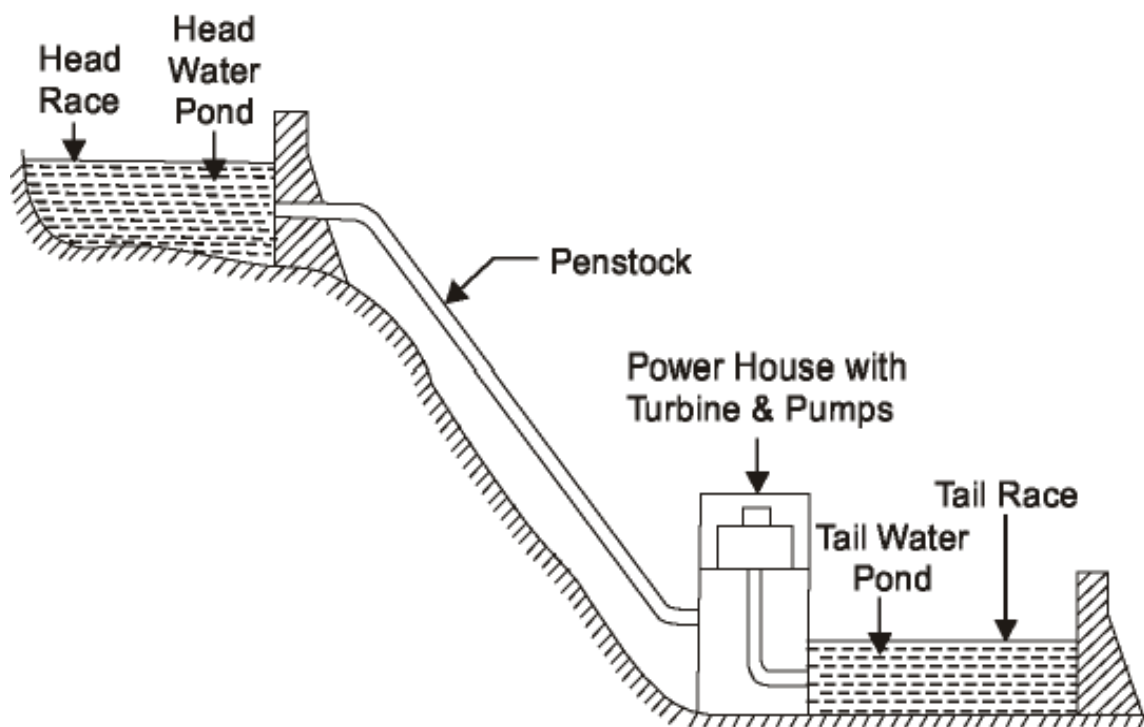 Head
Race
Head
Water
Pond
Penstock
Power House with
Turbine & Pumps
Tail Water
Pond
Tail Race